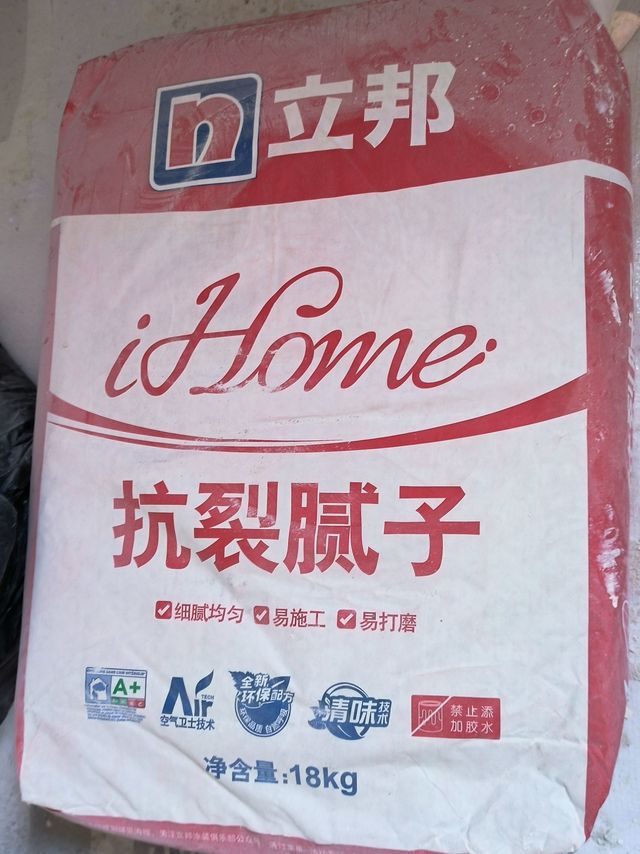 立邦
iHome
抗裂腻子
细腻均匀 易施工 易打磨
A+
Air TECH
空气卫士技术
全新
环保配方
清味技术
禁止添
加胶水
净含量:18kg